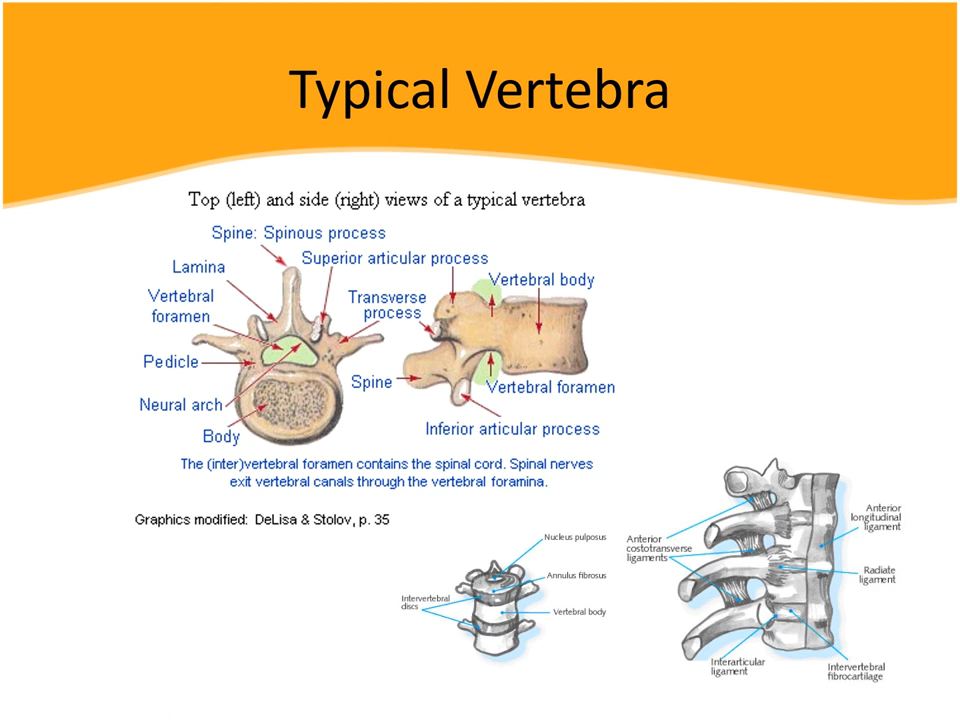 Typical Vertebra
Top (left) and side (right) views of a typical vertebra
Spine: Spinous process
Superior articular process
Lamina
Vertebral body
Vertebral
foramen
Transverse
process
Pedicle
Spine
Vertebral foramen
Neural arch
Inferior articular process
Body
The (inter)vertebral foramen contains the spinal cord. Spinal nerves
exit vertebral canals through the vertebral foramina.
Graphics modified: DeLisa & Stolov, p. 35
Nucleus pulposus
Annulus fibrosus
Intervertebral
discs
Vertebral body
Anterior
costotransverse
ligaments
Anterior
longitudinal
ligament
Radiate
ligament
Interarticular
ligament
Intervertebral
fibrocartilage